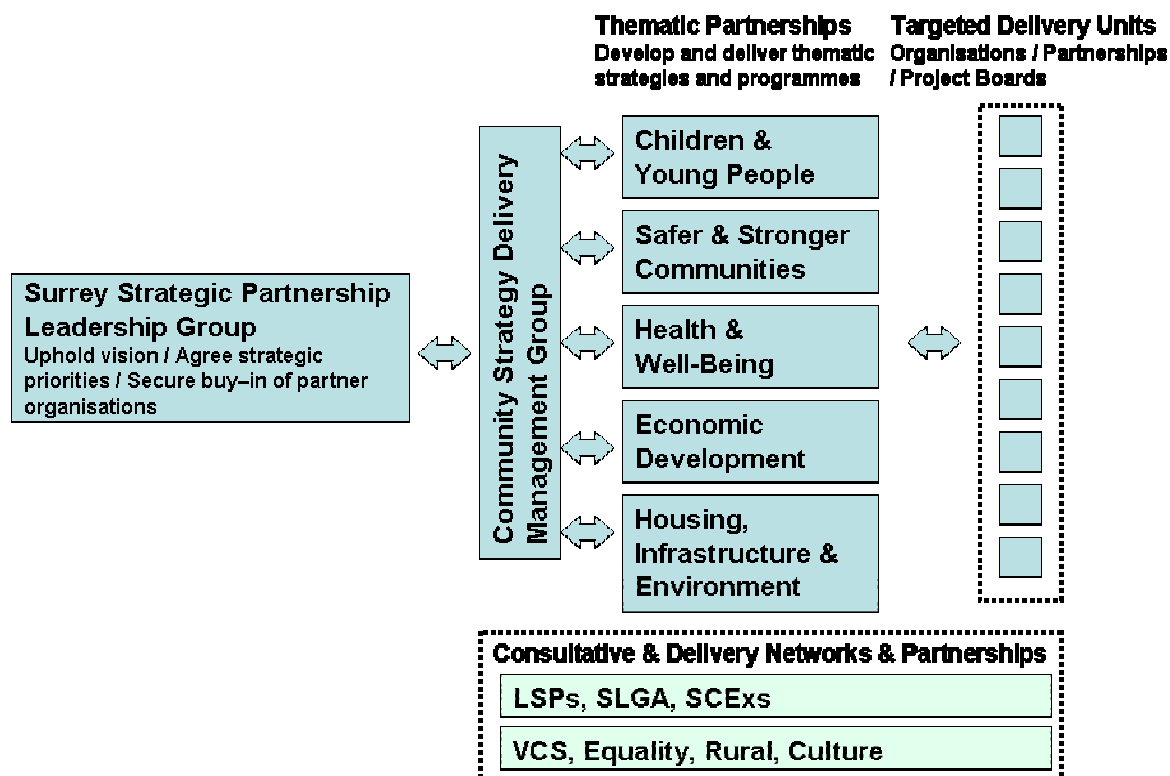 Thematic Partnerships
Develop and deliver thematic
strategies and programmes
Targeted Delivery Units
Organisations / Partnerships
/ Project Boards
Surrey Strategic Partnership
Leadership Group
Uphold vision / Agree strategic
priorities / Secure buy–in of partner
organisations
Community Strategy Delivery
Management Group
Children &
Young People
Safer & Stronger
Communities
Health &
Well-Being
Economic
Development
Housing,
Infrastructure &
Environment
Consultative & Delivery Networks & Partnerships
LSPs, SLGA, SCExs
VCS, Equality, Rural, Culture